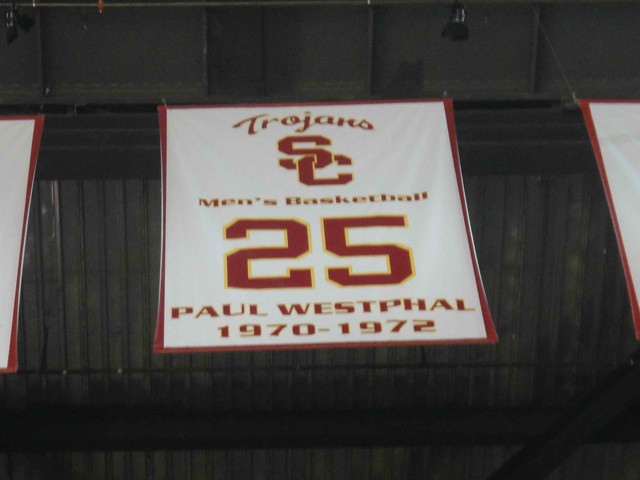 Trojans
SC
Men's Basketball
25
PAUL WESTPHAL
1970-1972